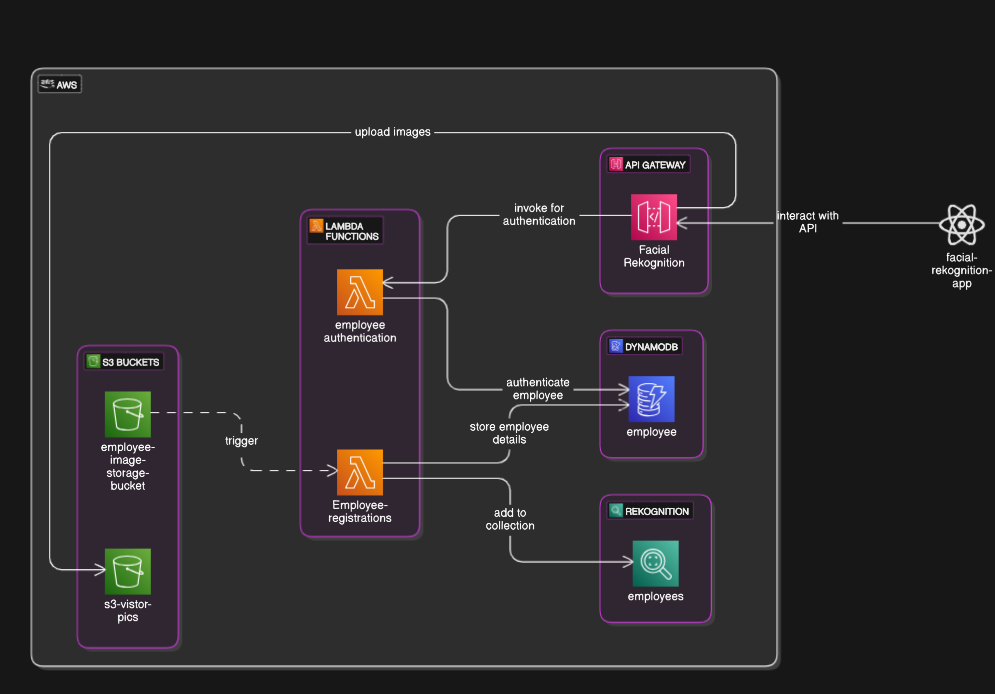 aws AWS
upload images
API GATEWAY
invoke for
authentication
interact with
API
LAMBDA
FUNCTIONS
Facial
Rekognition
facial-
rekognition-
app
employee
authentication
S3 BUCKETS
DYNAMODB
authenticate
employee
employee
store employee
details
trigger
employee-
image-
storage-
bucket
Employee-
registrations
add to
collection
REKOGNITION
employees
s3-vistor-
pics